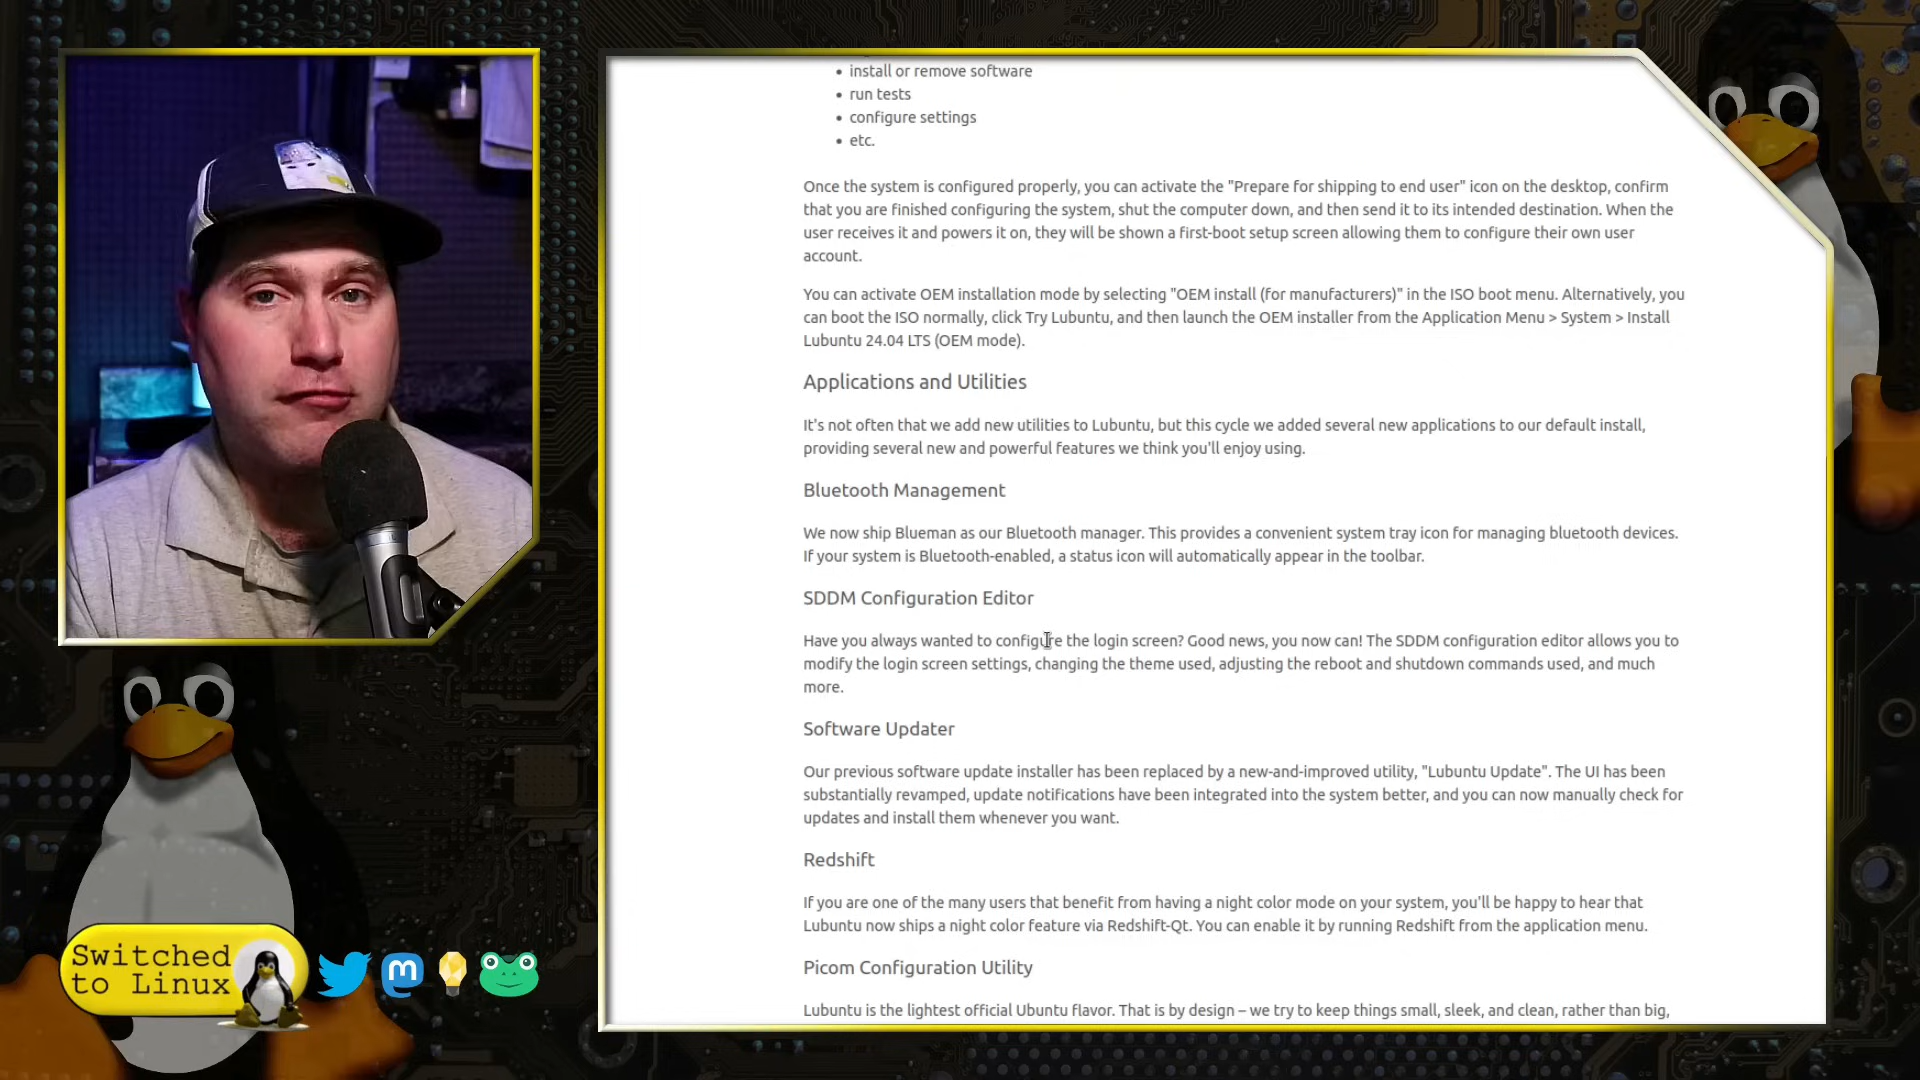 install or remove software
run tests
configure settings
etc.
Once the system is configured properly, you can activate the "Prepare for shipping to end user" icon on the desktop, confirm
that you are finished configuring the system, shut the computer down, and then send it to its intended destination. When the
user receives it and powers it on, they will be shown a first-boot setup screen allowing them to configure their own user
account.
You can activate OEM installation mode by selecting "OEM install (for manufacturers)" in the ISO boot menu. Alternatively, you
can boot the ISO normally, click Try Lubuntu, and then launch the OEM installer from the Application Menu > System > Install
Lubuntu 24.04 LTS (OEM mode).
Applications and Utilities
It's not often that we add new utilities to Lubuntu, but this cycle we added several new applications to our default install,
providing several new and powerful features we think you'll enjoy using.
Bluetooth Management
We now ship Blueman as our Bluetooth manager. This provides a convenient system tray icon for managing bluetooth devices.
If your system is Bluetooth-enabled, a status icon will automatically appear in the toolbar.
SDDM Configuration Editor
Have you always wanted to configure the login screen? Good news, you now can! The SDDM configuration editor allows you to
modify the login screen settings, changing the theme used, adjusting the reboot and shutdown commands used, and much
more.
Software Updater
Our previous software update installer has been replaced by a new-and-improved utility, "Lubuntu Update". The UI has been
substantially revamped, update notifications have been integrated into the system better, and you can now manually check for
updates and install them whenever you want.
Redshift
If you are one of the many users that benefit from having a night color mode on your system, you'll be happy to hear that
Lubuntu now ships a night color feature via Redshift-Qt. You can enable it by running Redshift from the application menu.
Picom Configuration Utility
Lubuntu is the lightest official Ubuntu flavor. That is by design – we try to keep things small, sleek, and clean, rather than big,
Switched
to Linux
m